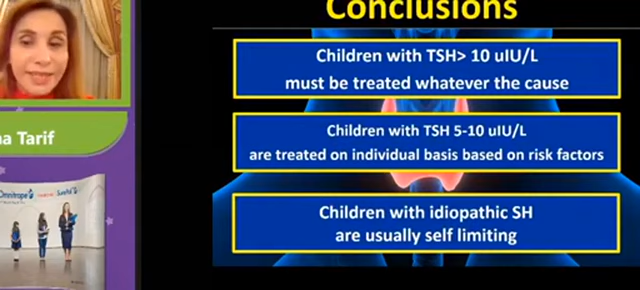 Conclusions
Children with TSH> 10 uIU/L
must be treated whatever the cause
Children with TSH 5-10 uIU/L
are treated on individual basis based on risk factors
Children with idiopathic SH
are usually self limiting
a Tarif
Omnitrope